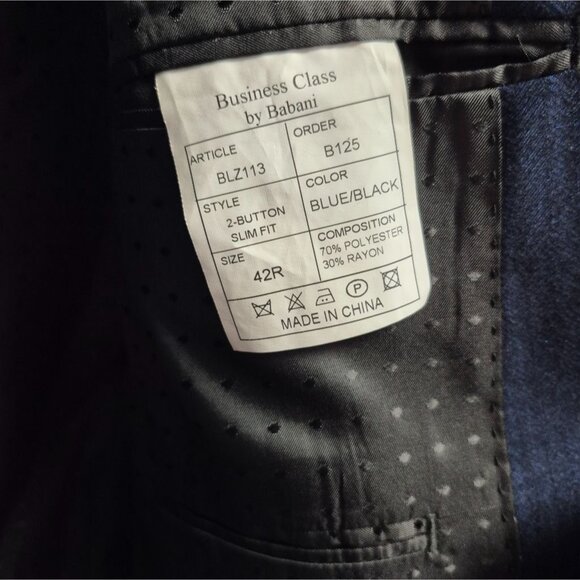 Business Class
by Babani
ARTICLE
BLZ113
ORDER
B125
STYLE
2-BUTTON
SLIM FIT
COLOR
BLUE/BLACK
SIZE
42R
COMPOSITION
70% POLYESTER
30% RAYON
P
MADE IN CHINA